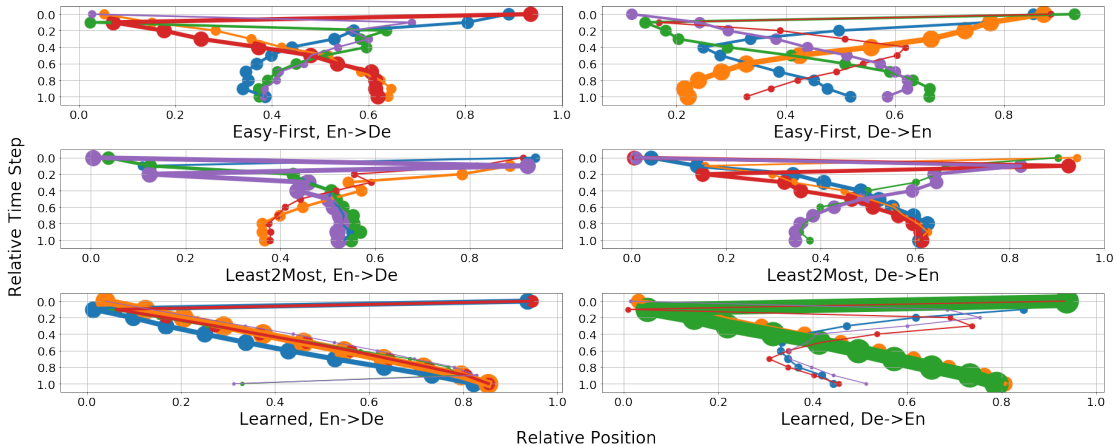 0.0
0.2
0.4
0.6
0.8
1.0
0.0 0.2 0.4 0.6 0.8 1.0
Easy-First, En->De
0.0
0.2
0.4
0.6
0.8
1.0
0.2 0.4 0.6 0.8
Easy-First, De->En
Relative Time Step
0.0
0.2
0.4
0.6
0.8
1.0
0.0 0.2 0.4 0.6 0.8
Least2Most, En->De
0.0
0.2
0.4
0.6
0.8
1.0
0.0 0.2 0.4 0.6 0.8 1.0
Least2Most, De->En
0.0
0.2
0.4
0.6
0.8
1.0
0.0 0.2 0.4 0.6 0.8 1.0
Learned, En->De
0.0
0.2
0.4
0.6
0.8
1.0
0.0 0.2 0.4 0.6 0.8 1.0
Learned, De->En
Relative Position